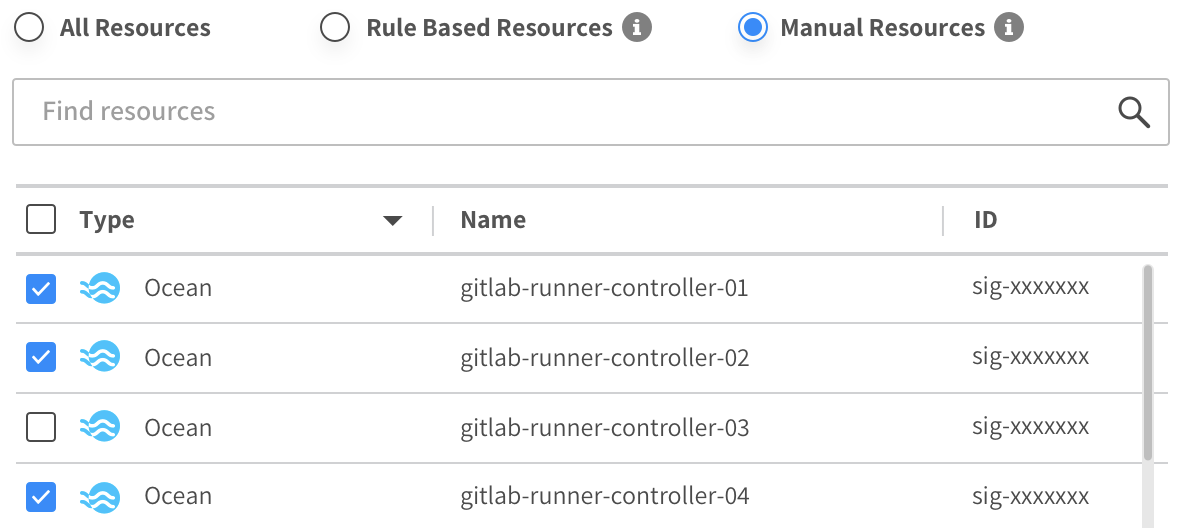 All Resources Rule Based Resources Manual Resources
Find resources
Type Name ID
Ocean gitlab-runner-controller-01 sig-xxxxxxx
Ocean gitlab-runner-controller-02 sig-xxxxxxx
Ocean gitlab-runner-controller-03 sig-xxxxxxx
Ocean gitlab-runner-controller-04 sig-xxxxxxx